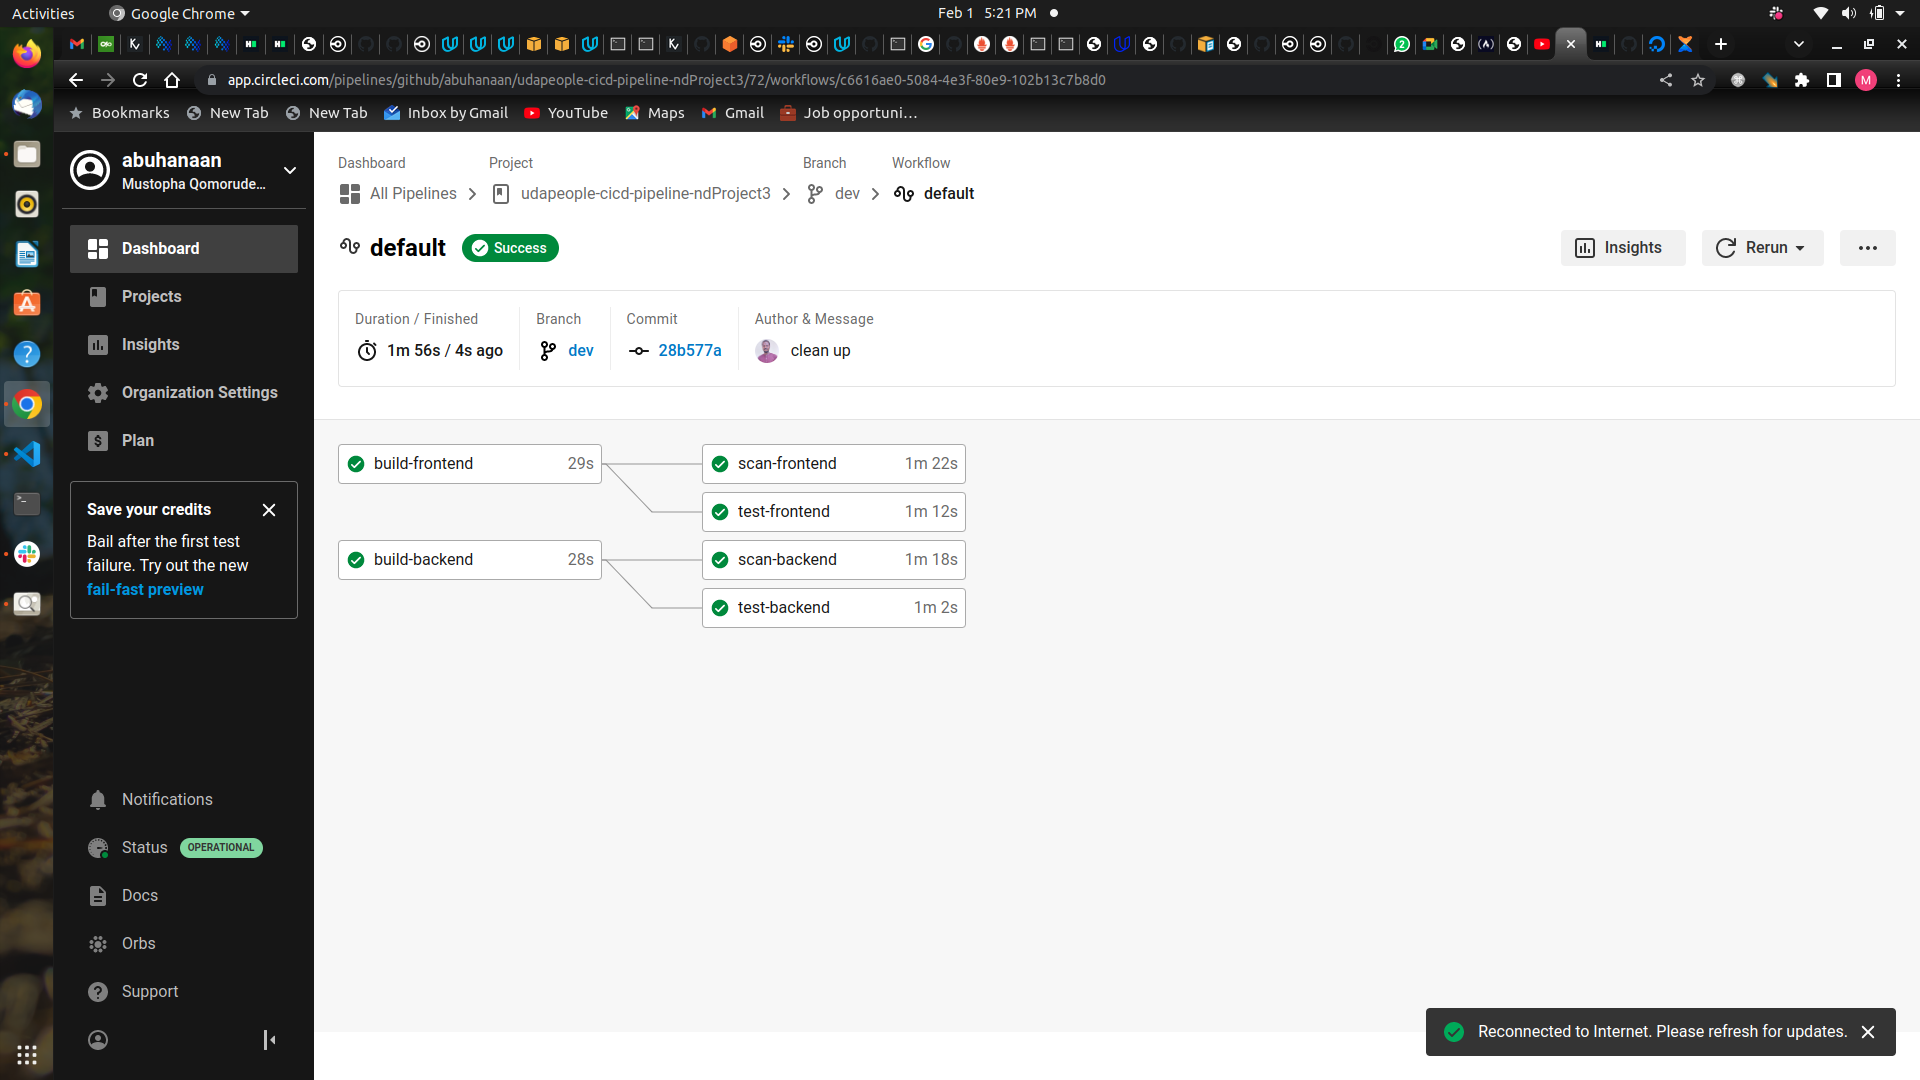 Activities
Google Chrome
Feb 1 5:21 PM
app.circleci.com/pipelines/github/abuhanaan/udapeople-cicd-pipeline-ndProject3/72/workflows/c6616ae0-5084-4e3f-80e9-102b13c7b8d0
M
Bookmarks
New Tab
New Tab
Inbox by Gmail
YouTube
Maps
Gmail
Job opportuni…
abuhanaan
Mustopha Qomorude...
Dashboard
Projects
Insights
Organization Settings
Plan
Save your credits
Bail after the first test
failure. Try out the new
fail-fast preview
Notifications
Status OPERATIONAL
Docs
Orbs
Support
Dashboard Project Branch Workflow
All Pipelines udapeople-cicd-pipeline-ndProject3 dev default
default Success
Insights Rerun
Duration / Finished Branch Commit Author & Message
1m 56s / 4s ago dev 28b577a clean up
build-frontend 29s
scan-frontend 1m 22s
test-frontend 1m 12s
build-backend 28s
scan-backend 1m 18s
test-backend 1m 2s
Reconnected to Internet. Please refresh for updates.